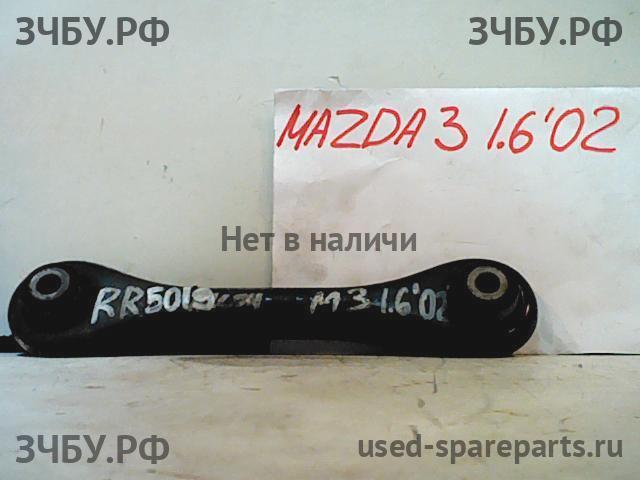 ЗЧБУ.РФ ЗЧБУ.РФ
MAZDA 3 1.6'02
Нет в наличи
M3 1.6'02
ЗЧБУ.РФ used-spareparts.ru